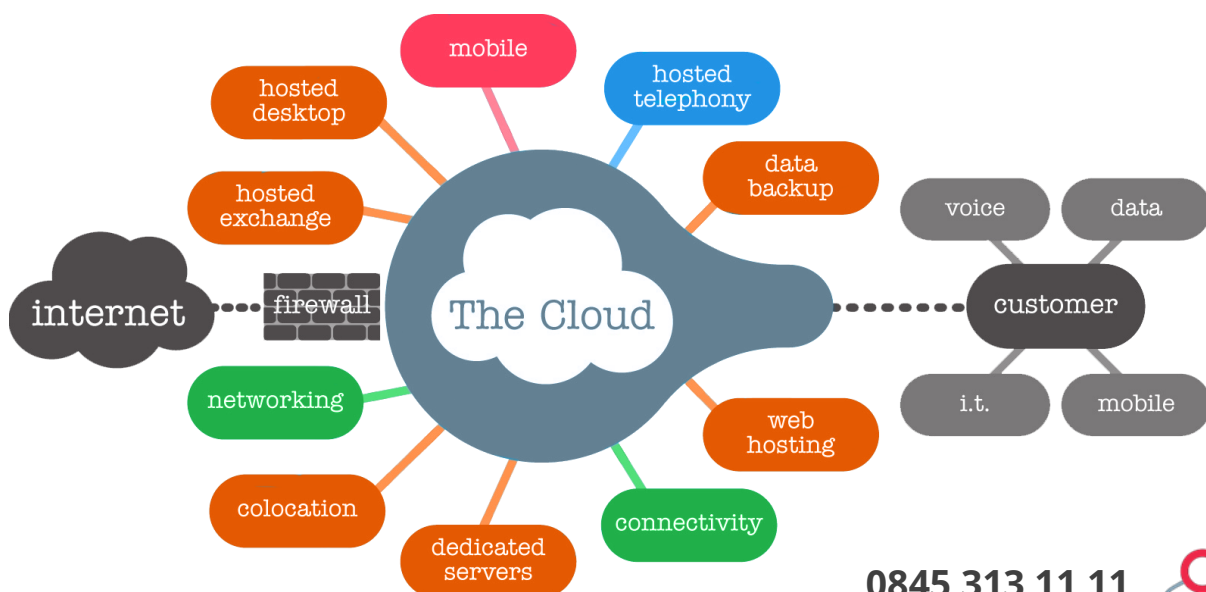 mobile
hosted
desktop
hosted
telephony
data
backup
hosted
exchange
voice
data
internet
firewall
The Cloud
customer
networking
i.t.
mobile
web
hosting
colocation
connectivity
dedicated
servers
0845 313 11 11